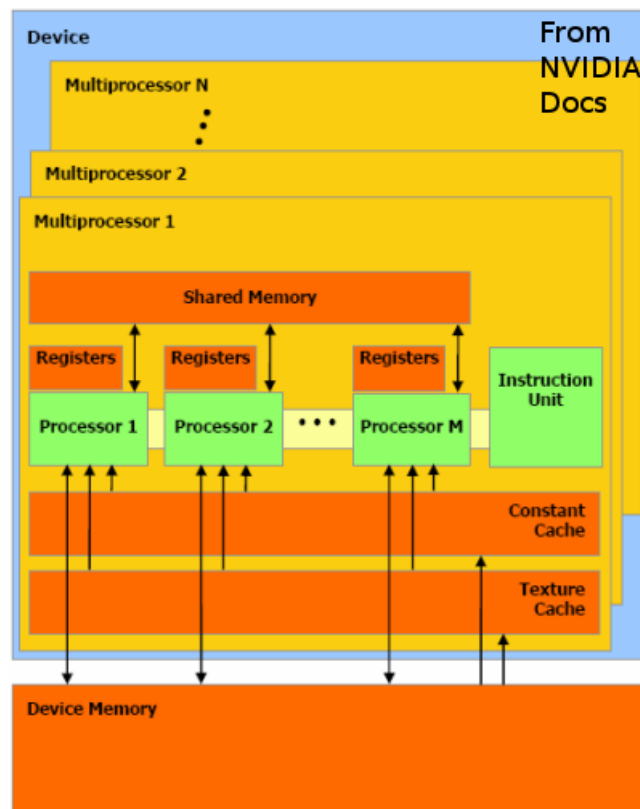 Device
From
NVIDIA
Docs
Multiprocessor N
Multiprocessor 2
Multiprocessor 1
Shared Memory
Registers
Registers
Registers
Instruction
Unit
Processor 1
Processor 2
Processor M
Constant
Cache
Texture
Cache
Device Memory